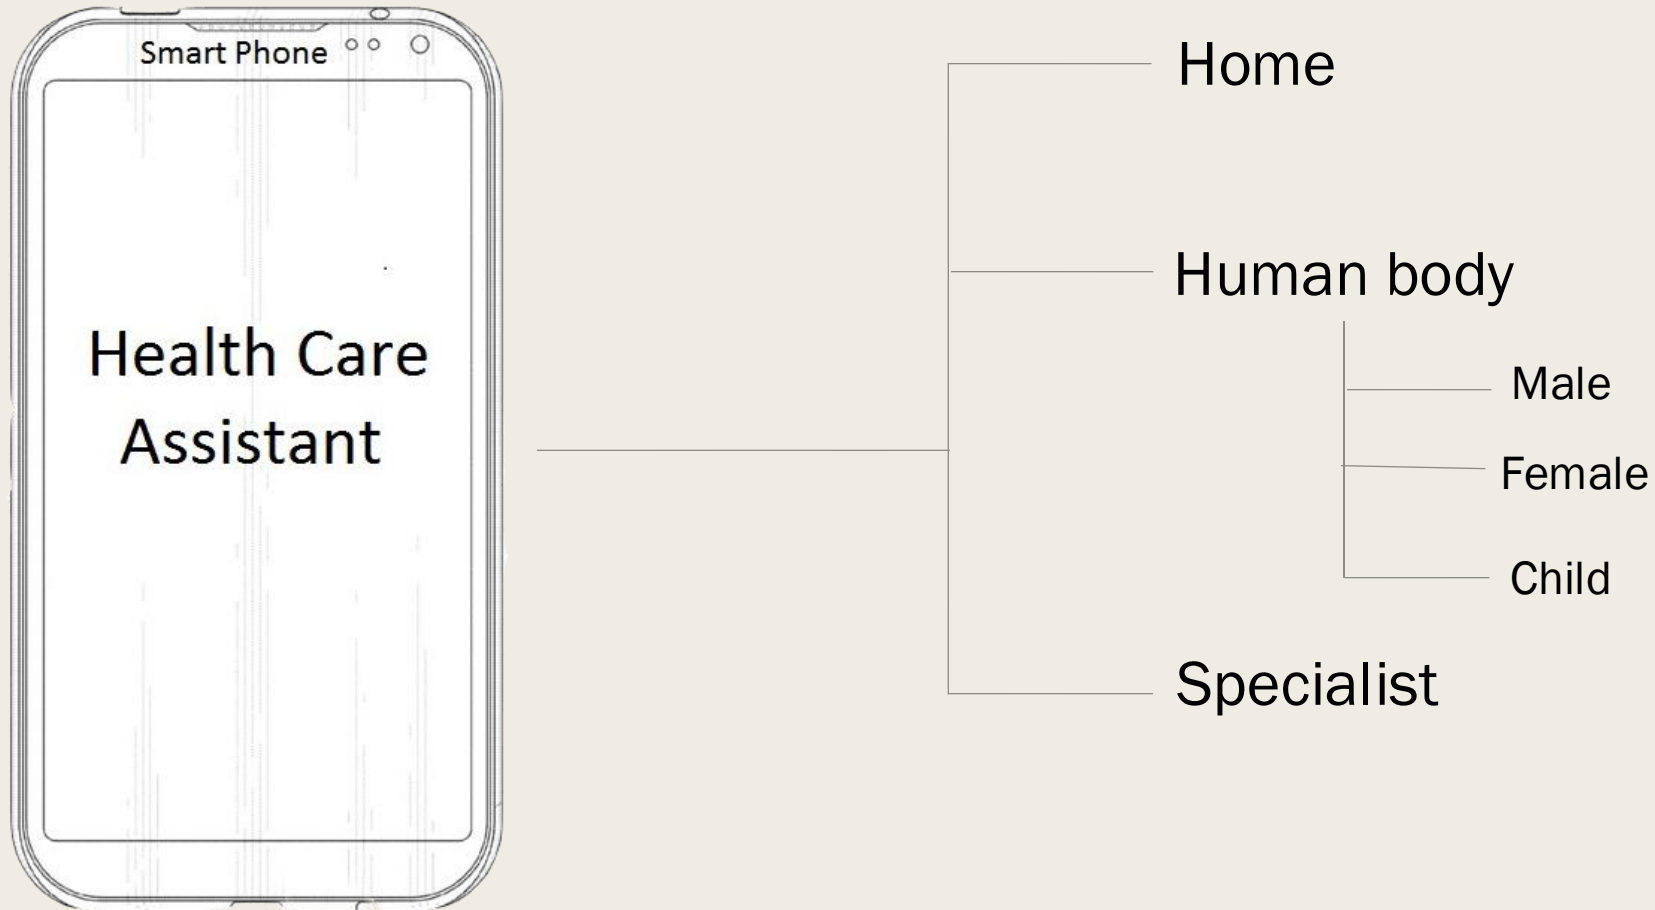 Smart Phone
Health Care
Assistant
Home
Human body
Male
Female
Child
Specialist